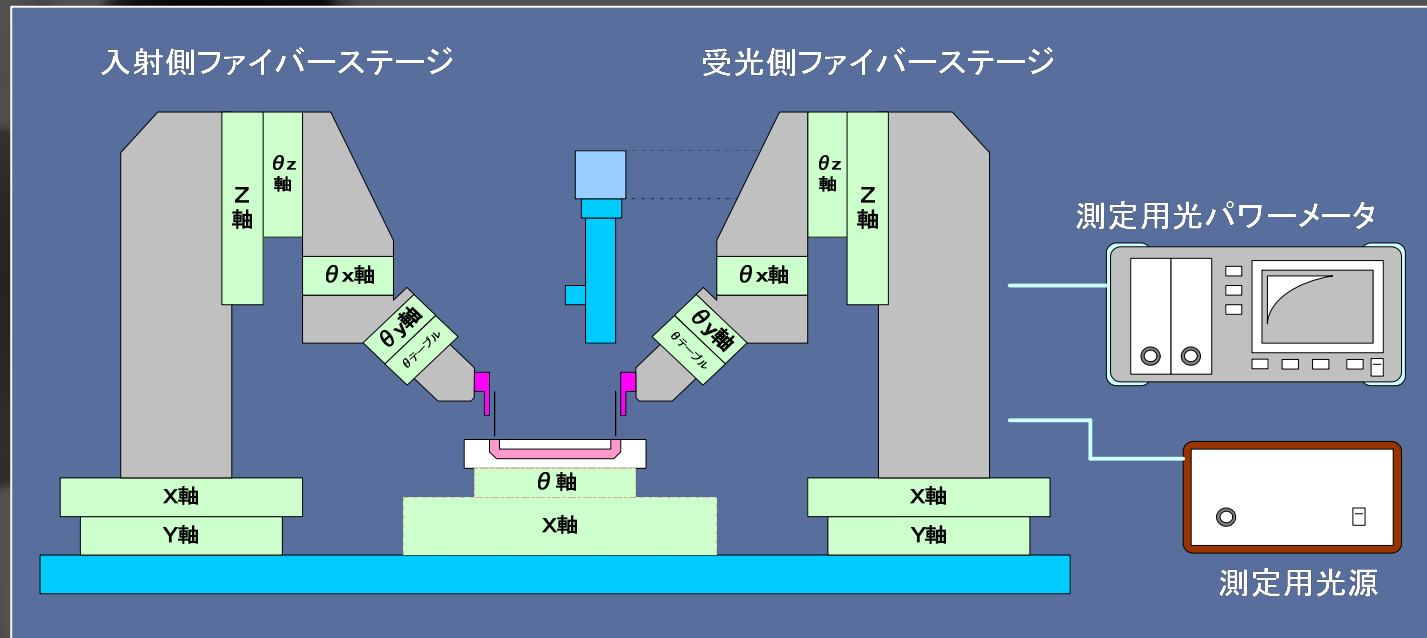 入射側ファイバーステージ
受光側ファイバーステージ
θz
軸
Z
軸
θx軸
θy軸
θテーブル
X軸
Y軸
θ軸
X軸
θz
軸
Z
軸
θx軸
θy軸
θテーブル
X軸
Y軸
測定用光パワーメータ
測定用光源